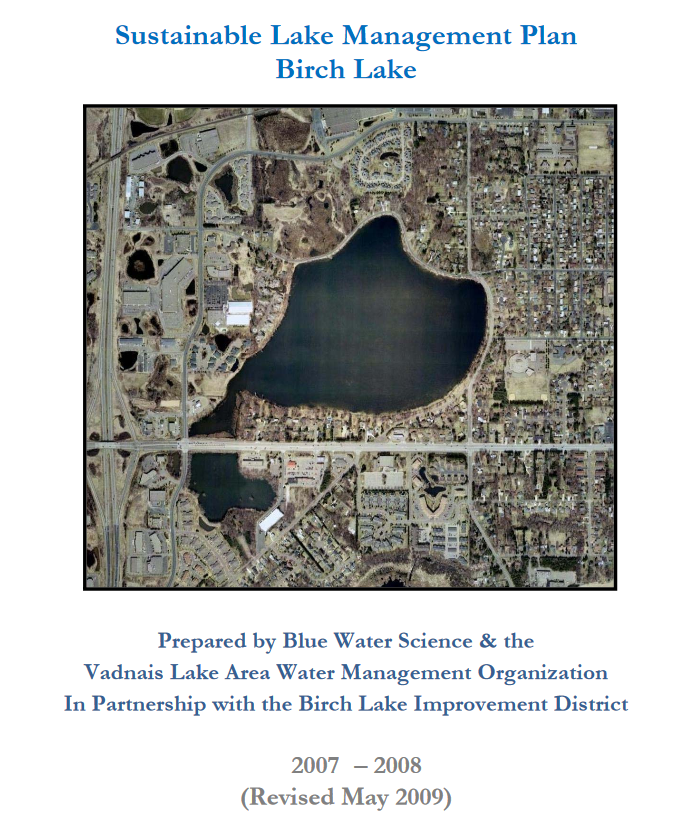 Sustainable Lake Management Plan
Birch Lake
Prepared by Blue Water Science & the
Vadnais Lake Area Water Management Organization
In Partnership with the Birch Lake Improvement District
2007 – 2008
(Revised May 2009)